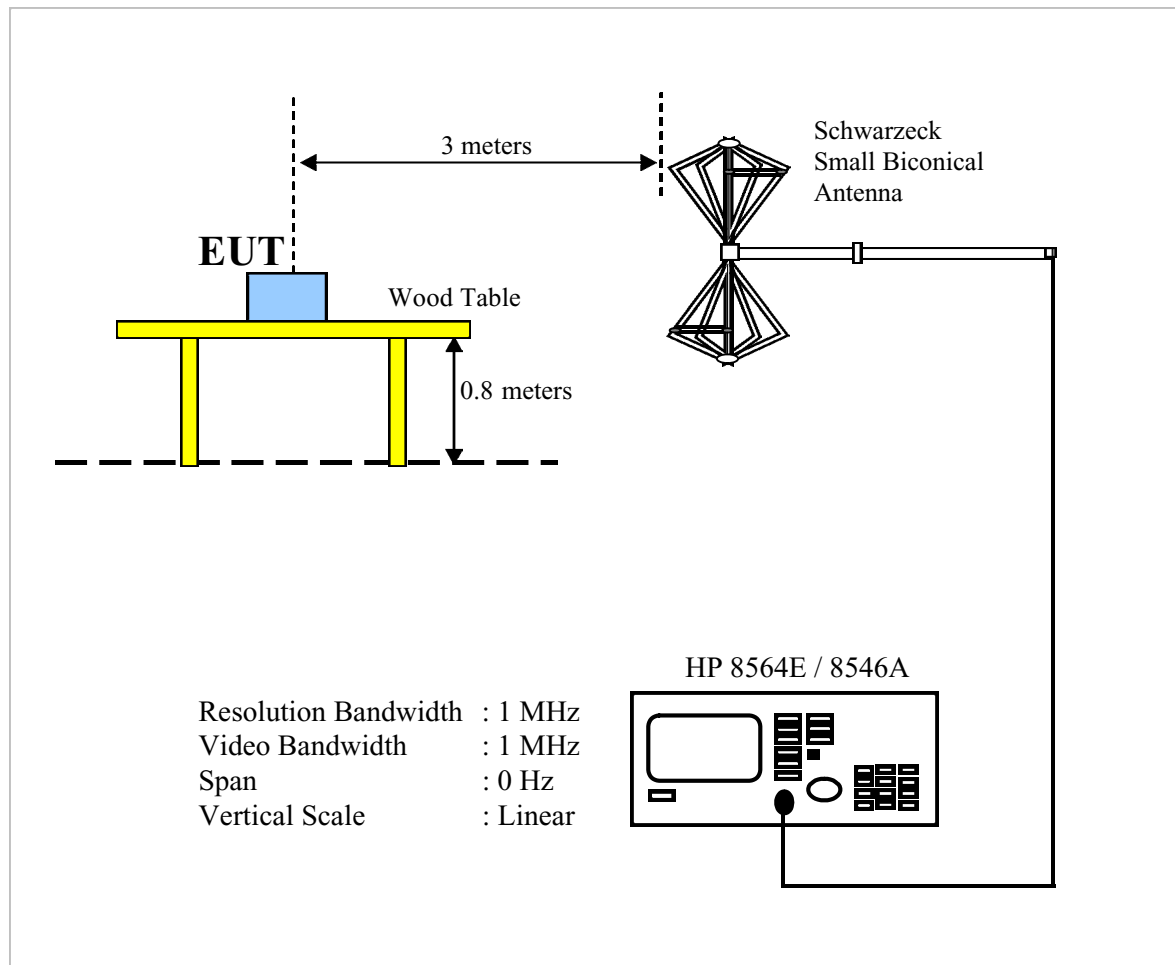 3 meters
Schwarzeck
Small Biconical
Antenna
EUT
Wood Table
0.8 meters
HP 8564E / 8546A
Resolution Bandwidth : 1 MHz
Video Bandwidth : 1 MHz
Span : 0 Hz
Vertical Scale : Linear